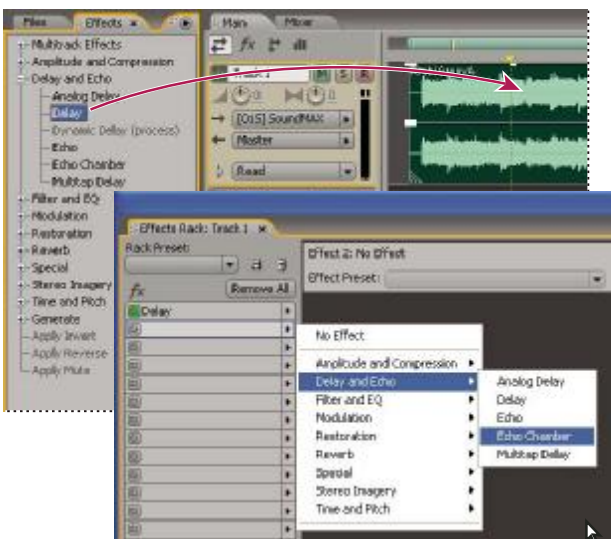 Files Effects
Main Mixer
Multitrack Effects
Amplitude and Compression
Delay and Echo
Analog Delay
Delay
Dynamic Delay (process)
Echo
Echo Chamber
Multitap Delay
Filter and EQ
Modulation
Restoration
Reverb
Special
Stereo Imagery
Time and Pitch
Generate
Apply Invert
Apply Reverse
Apply Mute
fx
Track 1 M S R
[01S] SoundMAX
Master
Read
Effects Rack: Track 1
Rack Preset:
fx Remove All
Delay
Effect 2: No Effect
Effect Preset:
No Effect
Amplitude and Compression
Delay and Echo
Filter and EQ
Modulation
Restoration
Reverb
Special
Stereo Imagery
Time and Pitch
Analog Delay
Delay
Echo
Echo Chamber
Multitap Delay